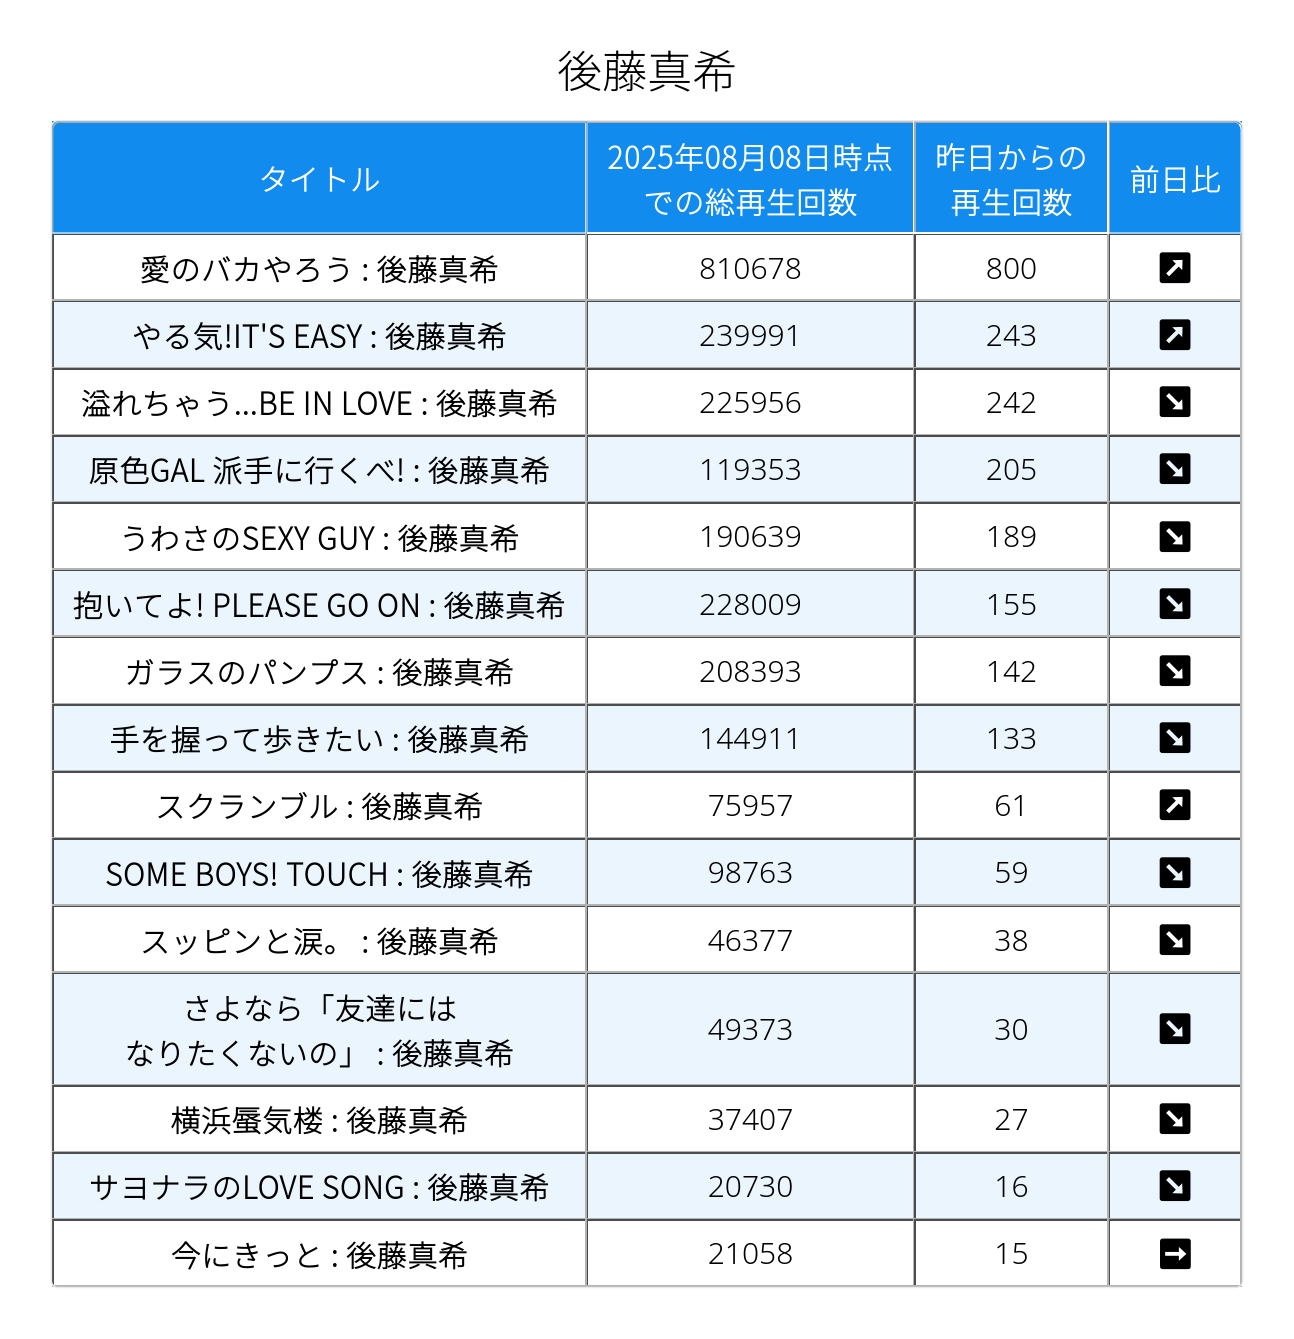 後藤真希
タイトル
2025年08月08日時点
での総再生回数
昨日からの
再生回数
前日比
愛のバカやろう : 後藤真希 810678 800
やる気!IT'S EASY : 後藤真希 239991 243
溢れちゃう...BE IN LOVE : 後藤真希 225956 242
原色GAL 派手に行くべ! : 後藤真希 119353 205
うわさのSEXY GUY : 後藤真希 190639 189
抱いてよ! PLEASE GO ON : 後藤真希 228009 155
ガラスのパンプス : 後藤真希 208393 142
手を握って歩きたい : 後藤真希 144911 133
スクランブル : 後藤真希 75957 61
SOME BOYS! TOUCH : 後藤真希 98763 59
スッピンと涙。 : 後藤真希 46377 38
さよなら「友達には
なりたくないの」 : 後藤真希 49373 30
横浜蜃気楼 : 後藤真希 37407 27
サヨナラのLOVE SONG : 後藤真希 20730 16
今にきっと : 後藤真希 21058 15